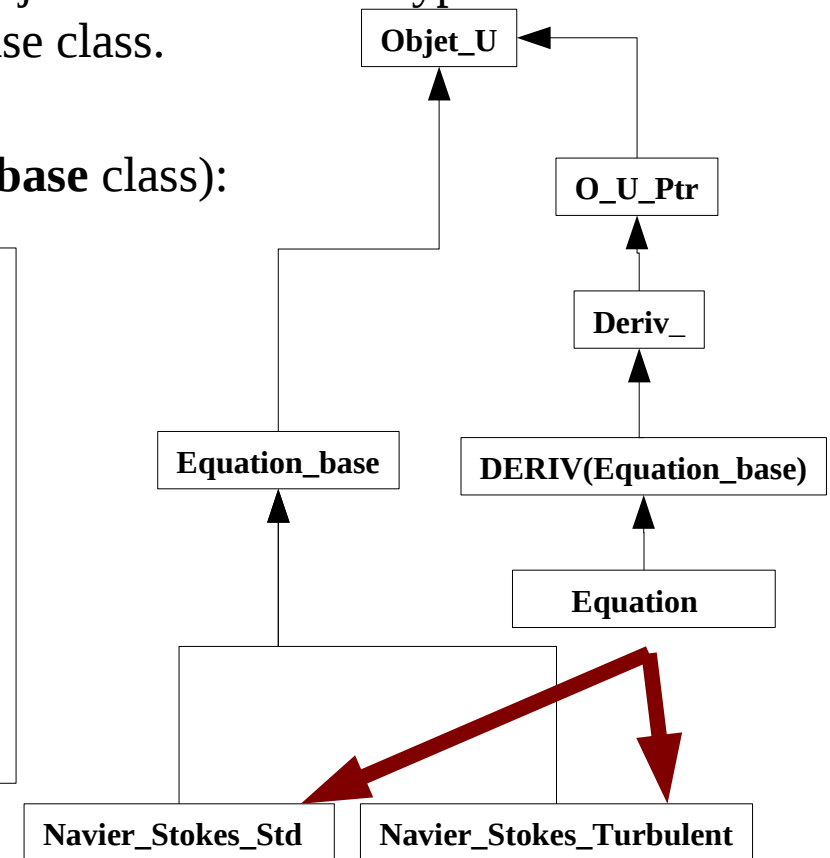 Objet_U
se class.
O_U_Ptr
base class):
Deriv_
Equation_base
DERIV(Equation_base)
Equation
Navier_Stokes_Std
Navier_Stokes_Turbulent